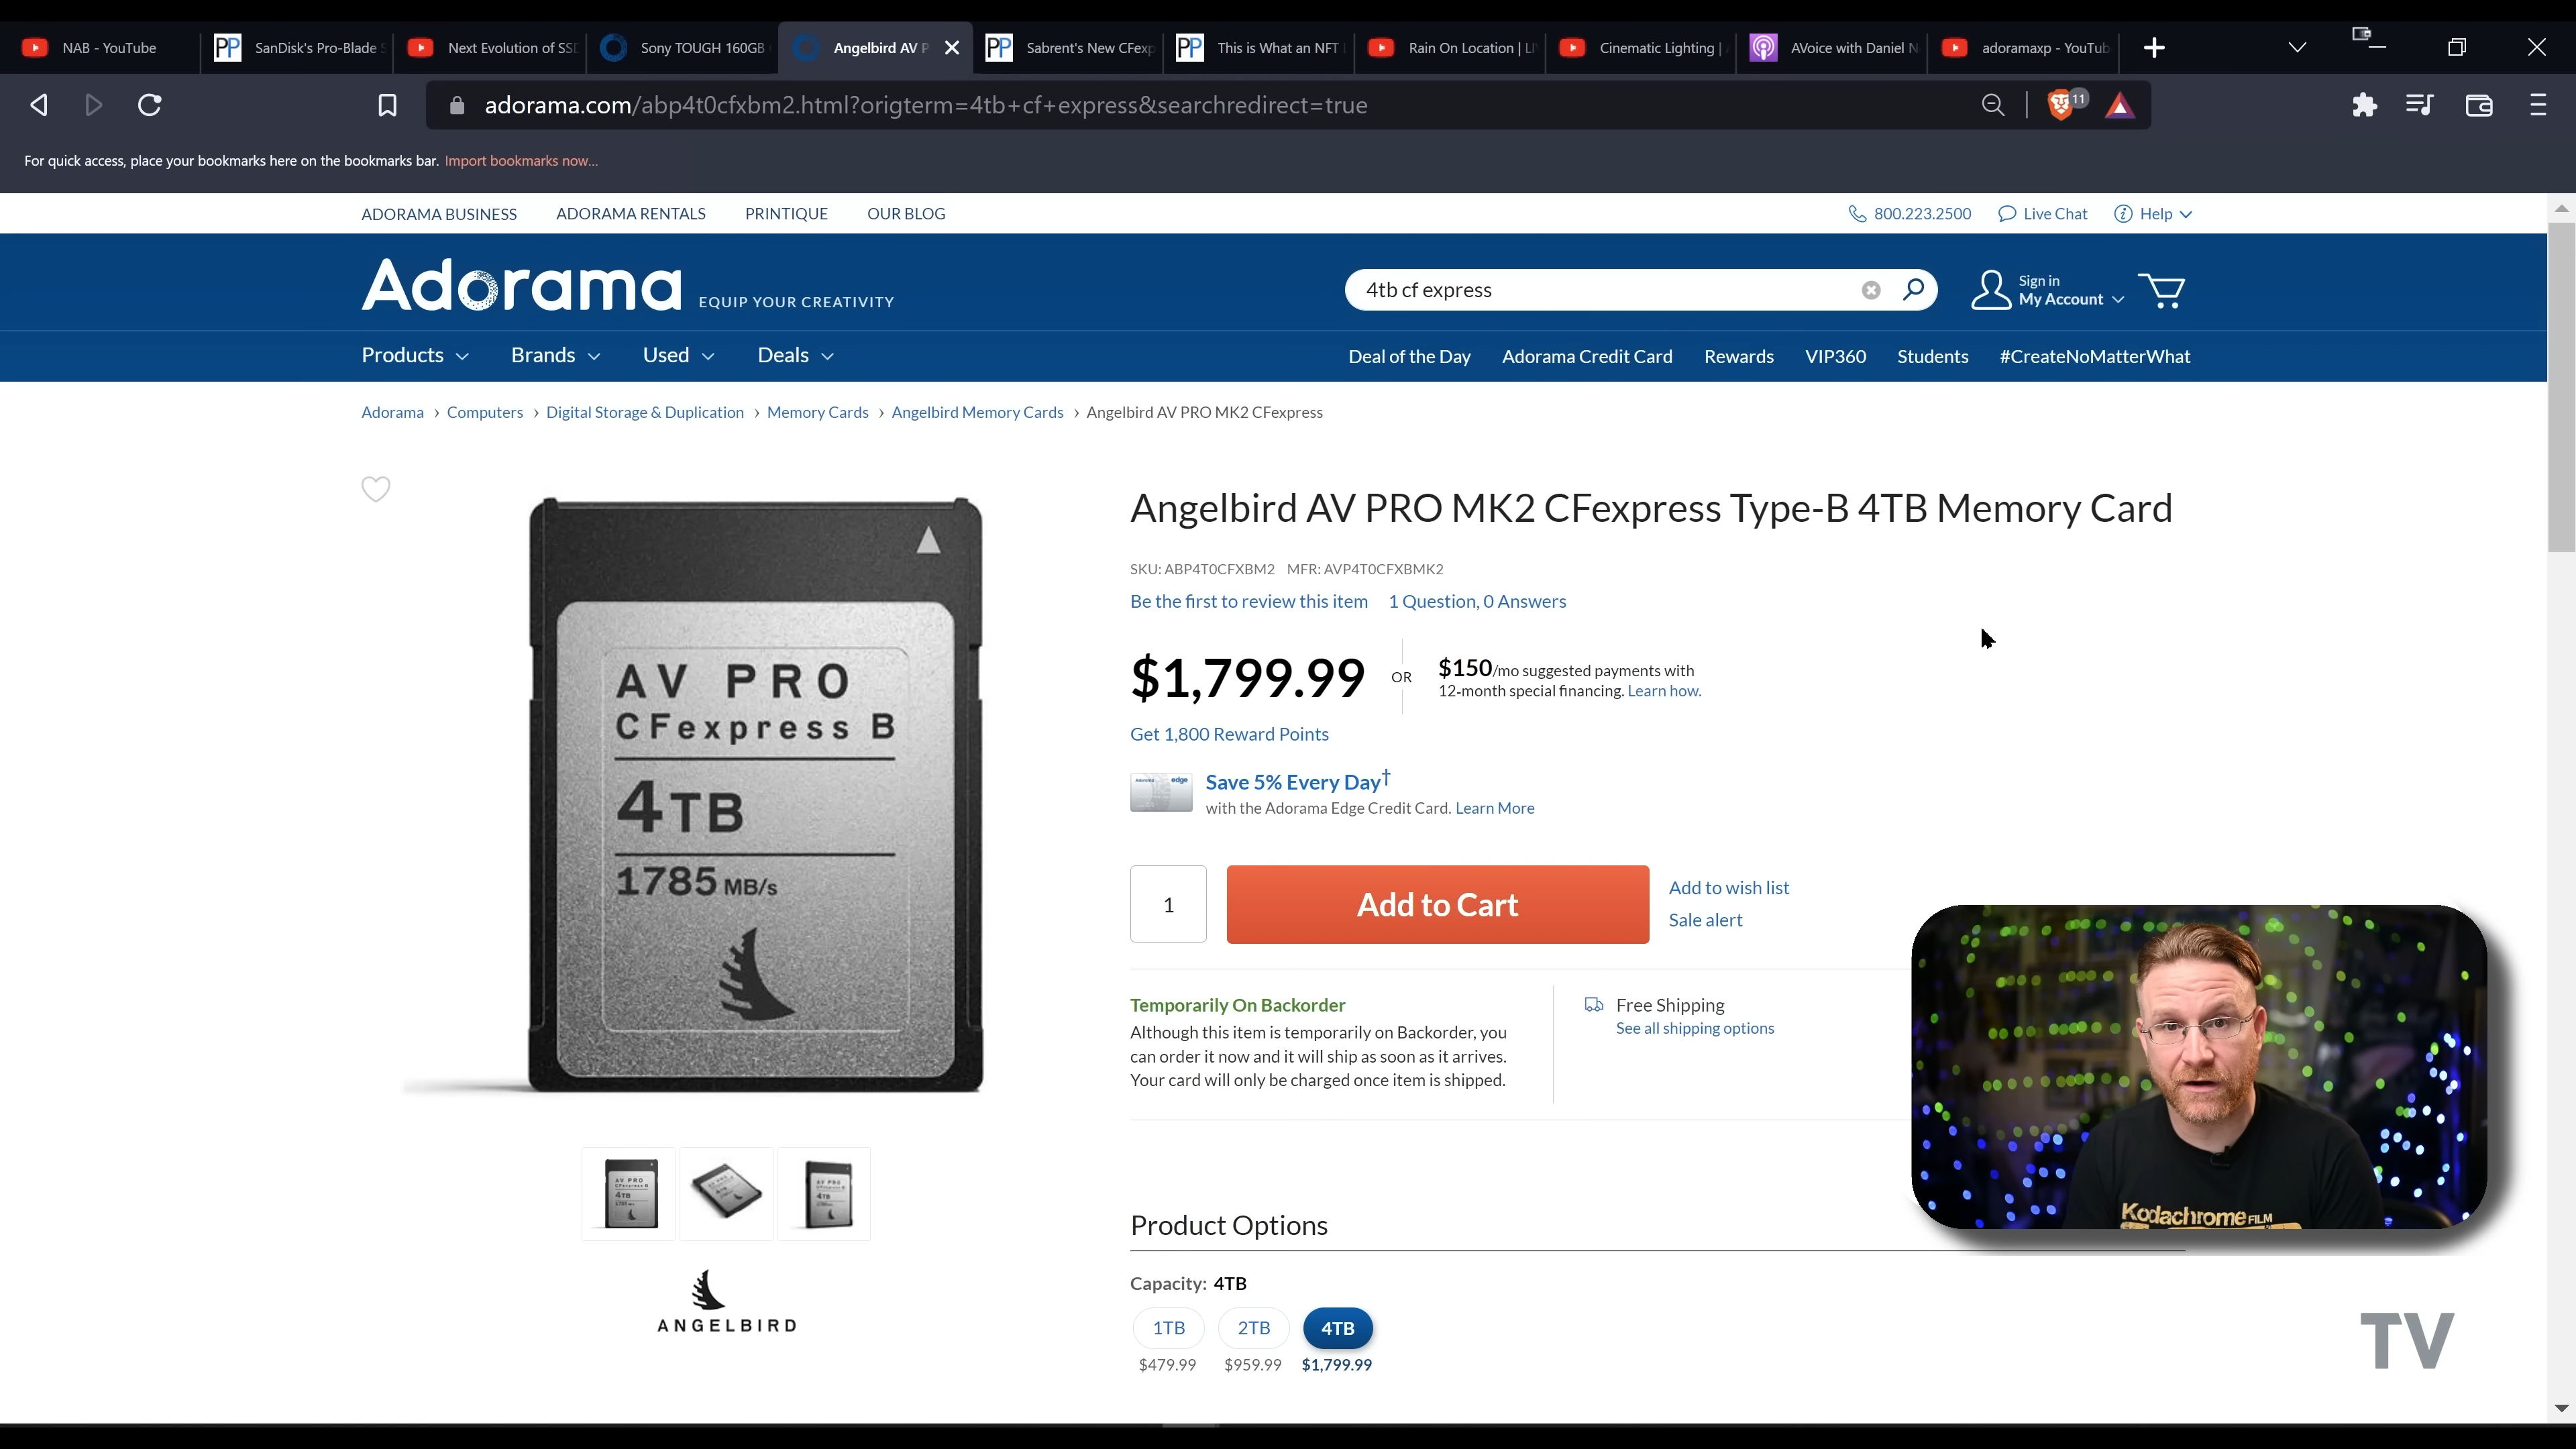 NAB - YouTube
SanDisk's Pro-Blade S
Next Evolution of SSD
Sony TOUGH 160GB
Angelbird AV P
Sabrent's New CFexp
This is What an NFT
Rain On Location | LI
Cinematic Lighting |
AVoice with Daniel N
adoramaxp - YouTub
adorama.com/abp4t0cfxbm2.html?origterm=4tb+cf+express&searchredirect=true
11
For quick access, place your bookmarks here on the bookmarks bar. Import bookmarks now...
ADORAMA BUSINESS
ADORAMA RENTALS
PRINTIQUE
OUR BLOG
800.223.2500
Live Chat
Help
Adorama
EQUIP YOUR CREATIVITY
4tb cf express
Sign in
My Account
Products
Brands
Used
Deals
Deal of the Day
Adorama Credit Card
Rewards
VIP360
Students
#CreateNoMatterWhat
Adorama › Computers › Digital Storage & Duplication › Memory Cards › Angelbird Memory Cards › Angelbird AV PRO MK2 CFexpress
AV PRO
CFexpress B
4TB
1785 MB/s
ANGELBIRD
Angelbird AV PRO MK2 CFexpress Type-B 4TB Memory Card
SKU: ABP4T0CFXBM2 MFR: AVP4T0CFXBMK2
Be the first to review this item 1 Question, 0 Answers
$1,799.99
OR
$150/mo suggested payments with
12-month special financing. Learn how.
Get 1,800 Reward Points
Save 5% Every Day†
with the Adorama Edge Credit Card. Learn More
1
Add to Cart
Add to wish list
Sale alert
Temporarily On Backorder
Although this item is temporarily on Backorder, you
can order it now and it will ship as soon as it arrives.
Your card will only be charged once item is shipped.
Free Shipping
See all shipping options
Kodachrome FILM
Product Options
Capacity: 4TB
1TB
2TB
4TB
$479.99
$959.99
$1,799.99
TV